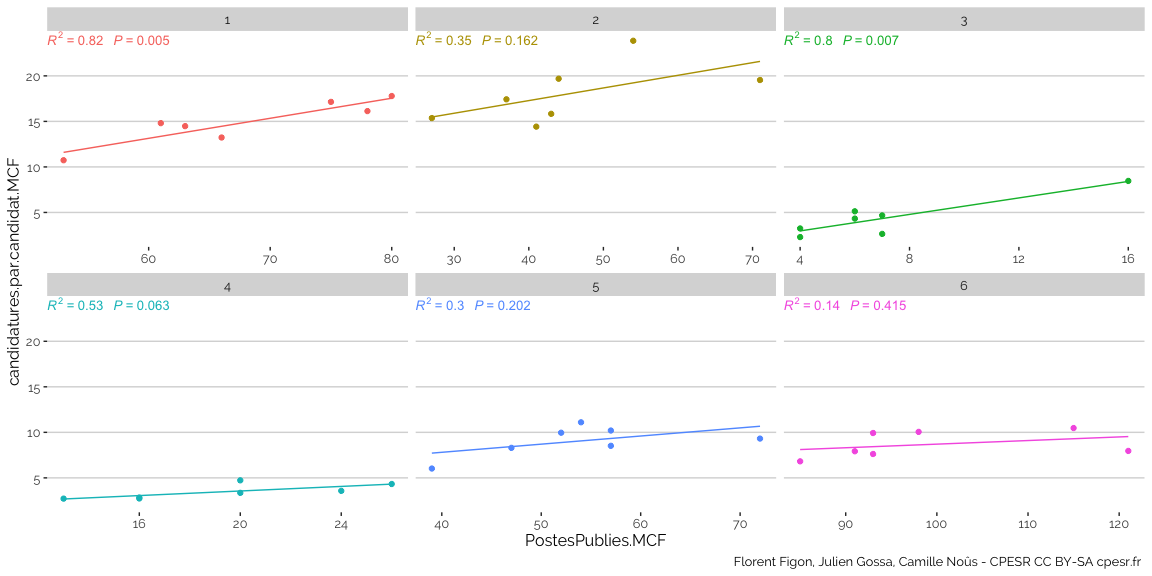 1 2 3
R² = 0.82 P = 0.005 R² = 0.35 P = 0.162 R² = 0.8 P = 0.007
20
15
10
5
60 70 80 30 40 50 60 70 4 8 12 16
4 5 6
R² = 0.53 P = 0.063 R² = 0.3 P = 0.202 R² = 0.14 P = 0.415
20
15
10
5
16 20 24 40 50 60 70 90 100 110 120
candidatures.par.candidat.MCF
PostesPublies.MCF
Florent Figon, Julien Gossa, Camille Noûs - CPESR CC BY-SA cpesr.fr